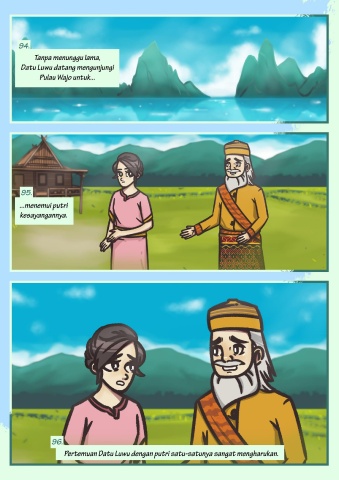 94.
Tanpa menunggu lama,
Datu Luwu datang mengunjungi
Pulau Wajo untuk...
95.
...menemui putri
kesayangannya.
96.
Pertemuan Datu Luwu dengan putri satu-satunya sangat mengharukan.